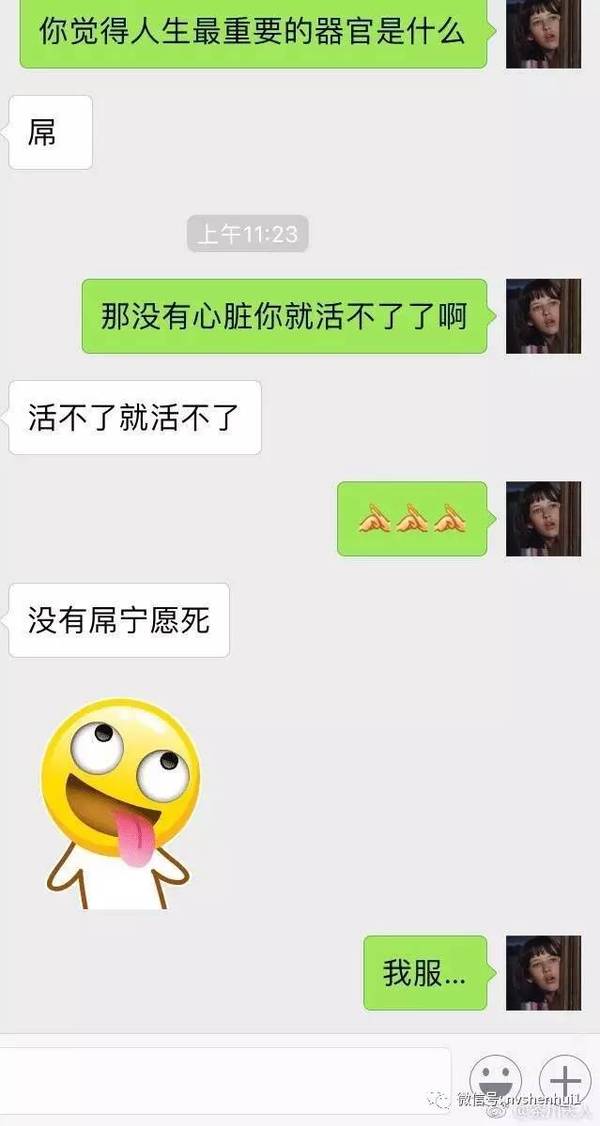 你觉得人生最重要的器官是什么
屌
上午11:23
那没有心脏你就活不了了啊
活不了就活不了
没有屌宁愿死
我服...
微信号:nvshenhui1